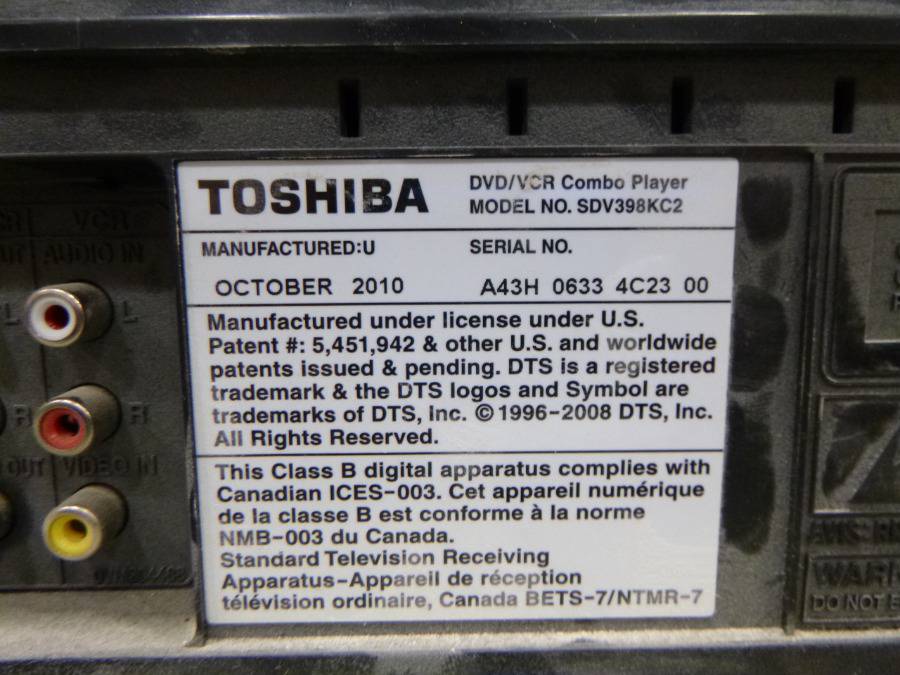 TOSHIBA
DVD/VCR Combo Player
MODEL NO. SDV398KC2
MANUFACTURED:U
SERIAL NO.
OCTOBER 2010
A43H 0633 4C23 00
Manufactured under license under U.S.
Patent #: 5,451,942 & other U.S. and worldwide
patents issued & pending. DTS is a registered
trademark & the DTS logos and Symbol are
trademarks of DTS, Inc. ©1996-2008 DTS, Inc.
All Rights Reserved.
This Class B digital apparatus complies with
Canadian ICES-003. Cet appareil numérique
de la classe B est conforme à la norme
NMB-003 du Canada.
Standard Television Receiving
Apparatus-Appareil de réception
télévision ordinaire, Canada BETS-7/NTMR-7
VCR
AUDIO IN
L
L
R
R
OUT
VIDEO IN
DO NOT